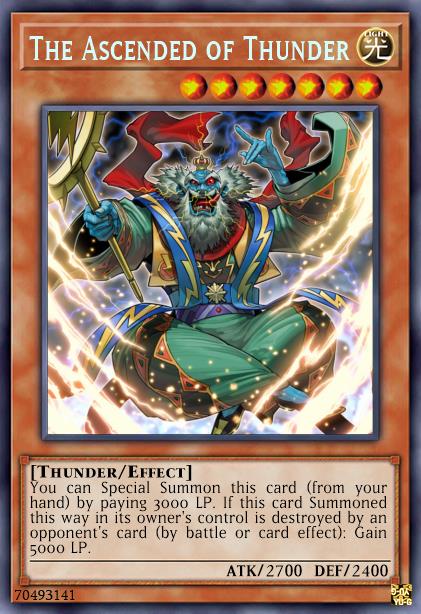 THE ASCENDED OF THUNDER
LIGHT
光
[THUNDER/EFFECT]
You can Special Summon this card (from your
hand) by paying 3000 LP. If this card Summoned
this way in its owner's control is destroyed by an
opponent's card (by battle or card effect): Gain
5000 LP.
ATK/2700 DEF/2400
70493141